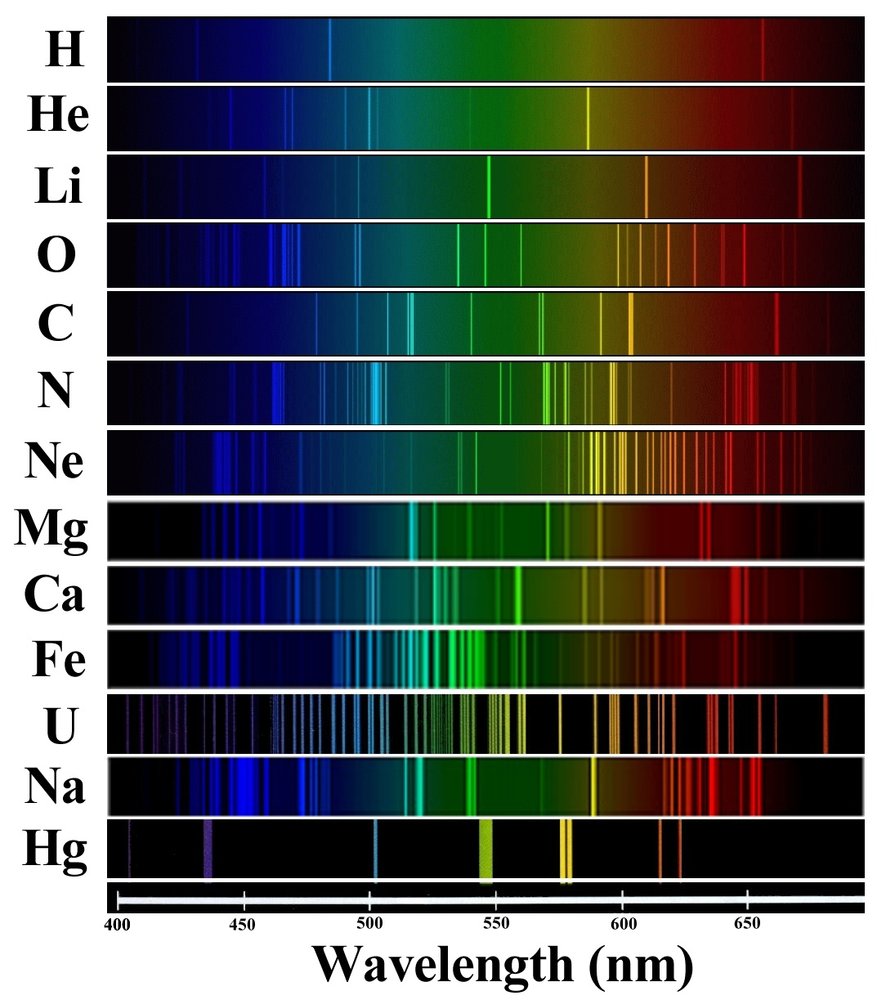 H
He
Li
O
C
N
Ne
Mg
Ca
Fe
U
Na
Hg
400 450 500 550 600 650
Wavelength (nm)